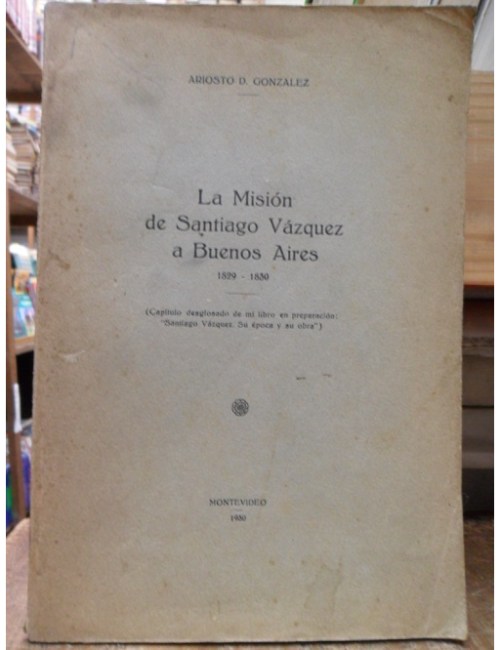 ARIOSTO D. GONZALEZ
La Misión
de Santiago Vázquez
a Buenos Aires
1829 - 1830
(Capítulo desglosado de mi libro en preparación:
"Santiago Vázquez. Su época y su obra")
MONTEVIDEO
1950